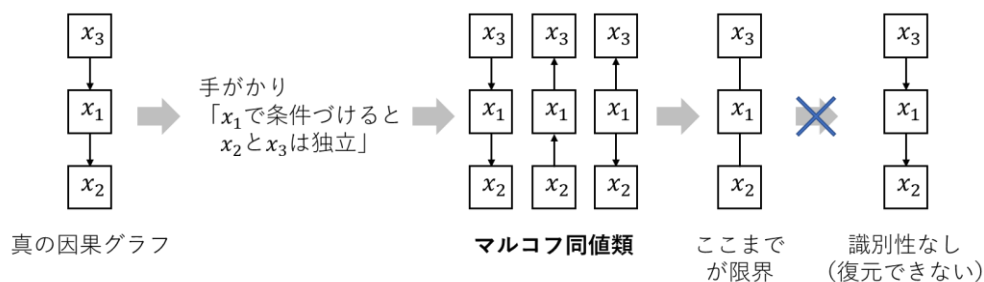 x₃
x₁
x₂
真の因果グラフ
手がかり
「x₁で条件づけると
x₂とx₃は独立」
x₃ x₃ x₃
x₁ x₁ x₁
x₂ x₂ x₂
マルコフ同値類
x₃
x₁
x₂
ここまで
が限界
x₃
x₁
x₂
識別性なし
（復元できない）